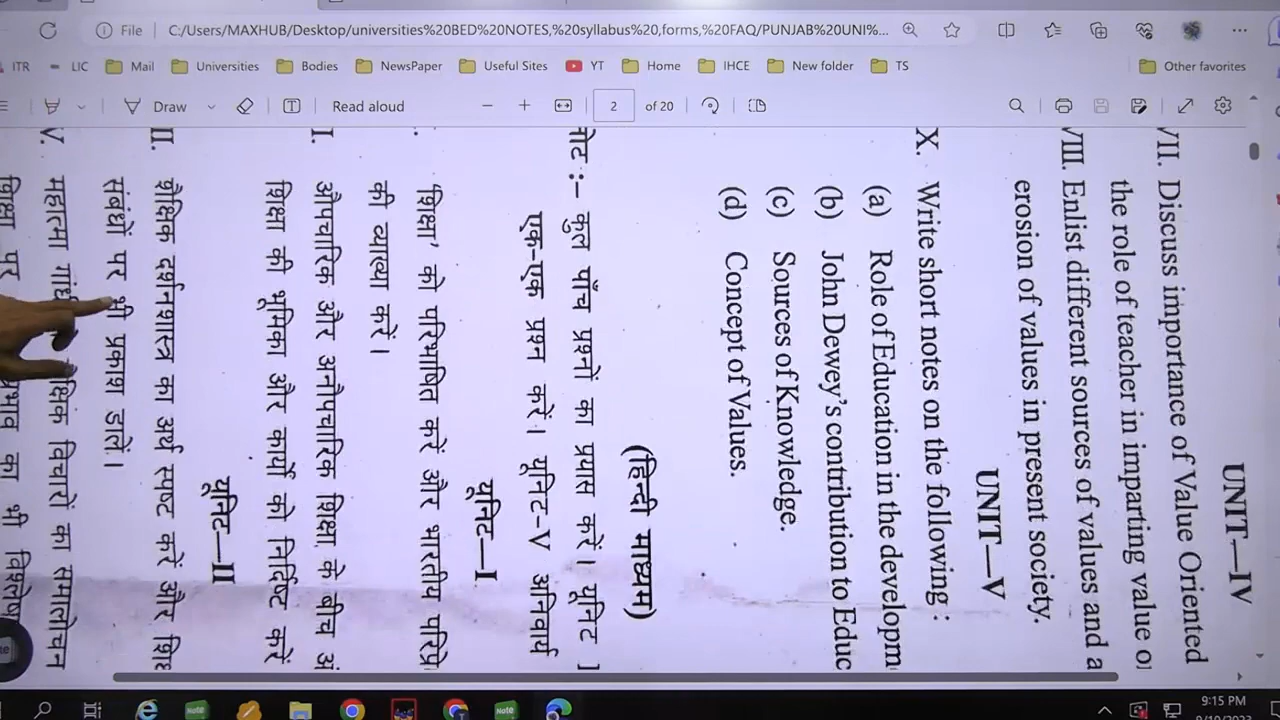 File
C:/Users/MAXHUB/Desktop/universities%20BED%20NOTES,%20syllabus%20,forms,%20FAQ/PUNJAB%20UNI%...
ITR LIC Mail Universities Bodies NewsPaper Useful Sites YT Home IHCE New folder TS Other favorites
Draw Read aloud 2 of 20
UNIT—IV
VII. Discuss importance of Value Oriented
the role of teacher in imparting value
VIII. Enlist different sources of values and a
erosion of values in present society.
UNIT—V
X. Write short notes on the following :
(a) Role of Education in the developm
(b) John Dewey's contribution to Educ
(c) Sources of Knowledge.
(d) Concept of Values.
(हिन्दी माध्यम)
नोट :— कुल पाँच प्रश्नों का प्रयास करें। यूनिट
एक-एक प्रश्न करें। यूनिट-V अनिवार्य
यूनिट—I
'शिक्षा' को परिभाषित करें और भारतीय
की व्याख्या करें।
I. औपचारिक और अनौपचारिक शिक्षा के बीच अं
शिक्षा की भूमिका और कार्यों को निर्दिष्ट करें
यूनिट—II
II. शैक्षिक दर्शनशास्त्र का अर्थ स्पष्ट करें और
संबंधों पर भी प्रकाश डालें।
V. महात्मा विचारों का समालोचन
शिक्षा पर का भी
Note
Note
9:15 PM